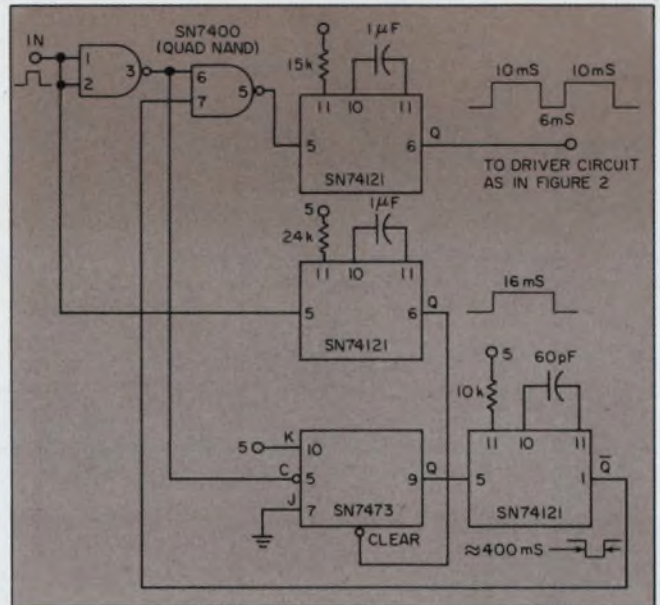 IN
SN7400
(QUAD NAND)
1
2
3
6
7
5
15k
1μF
11
10
11
5
Q
6
SN74121
10mS
10mS
6mS
TO DRIVER CIRCUIT
AS IN FIGURE 2
5
24k
1μF
11
10
11
5
Q
6
SN74121
16mS
5
10k
60pF
11
10
11
5
Q̅
1
SN74121
5
K
10
C
5
J
7
Q
9
SN7473
CLEAR
≈400mS